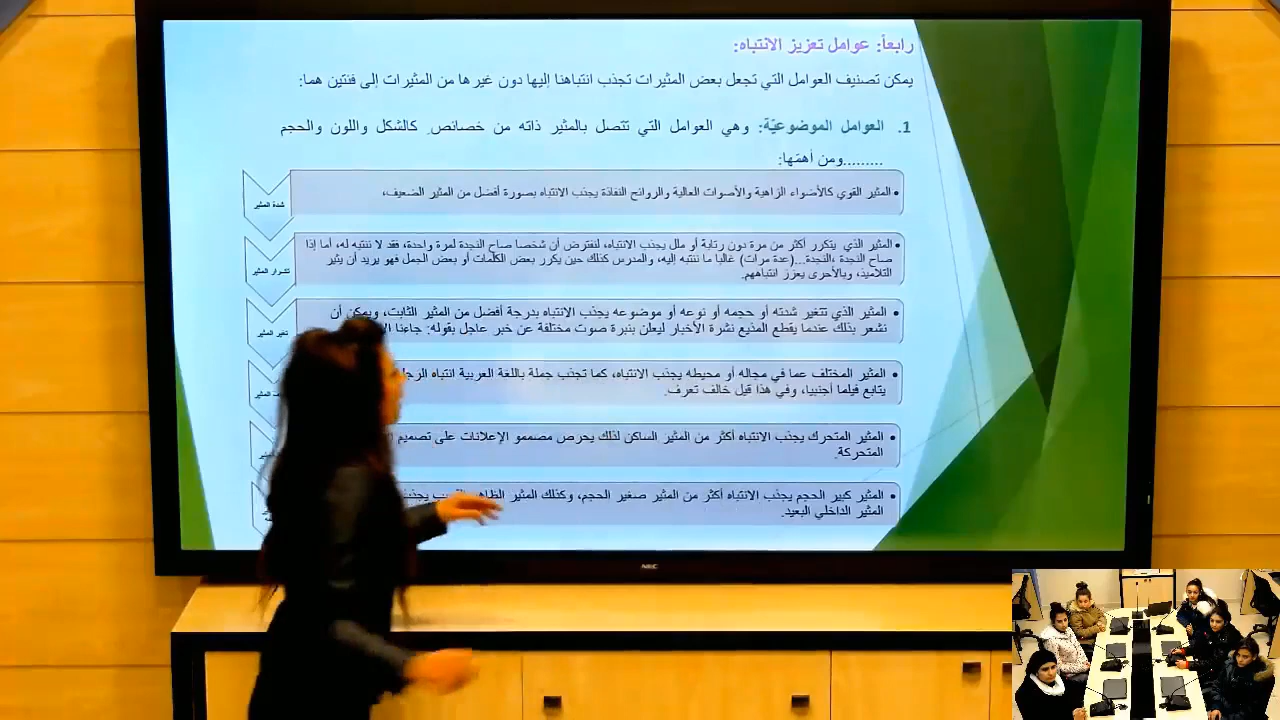 رابعاً: عوامل تعزيز الانتباه:
يمكن تصنيف العوامل التي تجعل بعض المثيرات تجذب انتباهنا إليها دون غيرها من المثيرات إلى فئتين هما:
1. العوامل الموضوعيّة: وهي العوامل التي تتصل بالمثير ذاته من خصائص كالشكل واللون والحجم
.........ومن أهمّها:
شدة المثير
• المثير القوي كالأضواء الزاهية والأصوات العالية والروائح النفاذة يجذب الانتباه بصورة أفضل من المثير الضعيف،
تكرار المثير
• المثير الذي يتكرر أكثر من مرة دون رتابة أو ملل يجذب الانتباه، لنفترض أن شخصا صاح النجدة لمرة واحدة، فقد لا ننتبه له، أما إذا
صاح النجدة ،النجدة...(عدة مرات) غالبا ما ننتبه إليه، والمدرس كذلك حين يكرر بعض الكلمات أو بعض الجمل فهو يريد أن يثير
التلاميذ، وبالأحرى يعزز انتباههم.
تغير المثير
• المثير الذي تتغير شدته أو حجمه أو نوعه أو موضوعه يجذب الانتباه بدرجة أفضل من المثير الثابت، ويمكن أن
نشعر بذلك عندما يقطع المذيع نشرة الأخبار ليعلن بنبرة صوت مختلفة عن خبر عاجل بقوله: جاءنا
المثير
• المثير المختلف عما في مجاله أو محيطه يجذب الانتباه، كما تجذب جملة باللغة العربية انتباه
يتابع فيلما أجنبيا، وفي هذا قيل خالف تعرف.
• المثير المتحرك يجذب الانتباه أكثر من المثير الساكن لذلك يحرص مصممو الإعلانات على تصميم
المتحركة.
• المثير كبير الحجم يجذب الانتباه أكثر من المثير صغير الحجم، وكذلك المثير
المثير الداخلي البعيد.
NEC